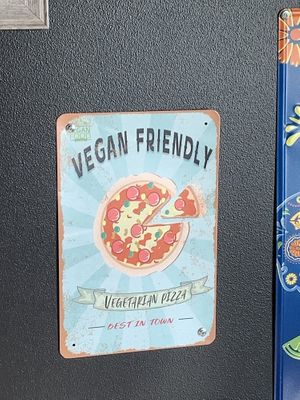 VEGAN FRIENDLY
VEGETARIAN PIZZA
BEST IN TOWN